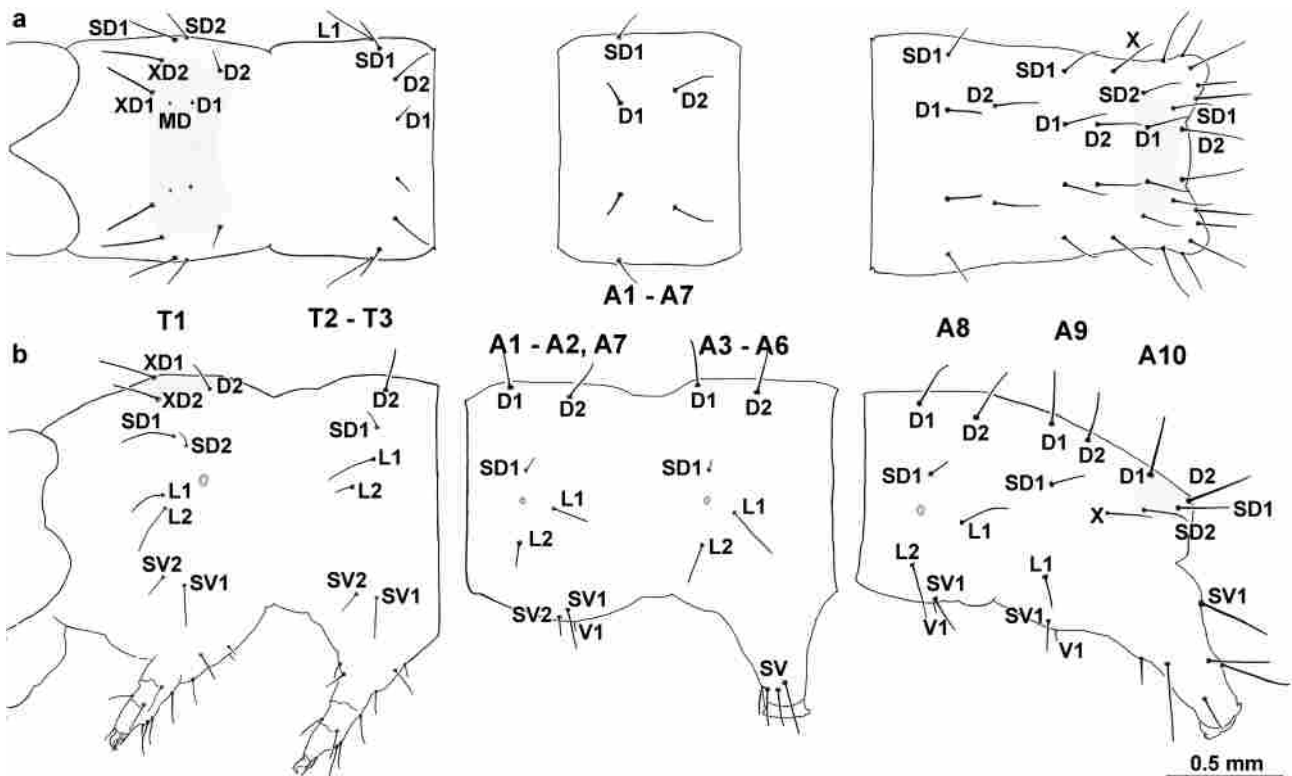 a
SD1 SD2 L1 SD1 SD1 X
XD2 D2 SD1 SD1
XD1 D1 D2 D1 D2 D2 SD2
MD D1 D1 D1 SD1
D2 D1 D2
A1 - A7
T1 T2 - T3 A8 A9 A10
b
A1 - A2, A7 A3 - A6
XD1 D2 D2 D1 D2 D1 D2 D1 D2 D1 D2 D1 D2
XD2
SD1 SD2 SD1 SD1 SD1 SD1 SD1 SD1
L1 L1 L1 L1 L1 X SD2
L2 L2 L2 L2 L2 L1
SV2 SV1 SV2 SV1 SV2 SV1 SV1 SV1 SV1
V1 V1 V1
SV
0.5 mm